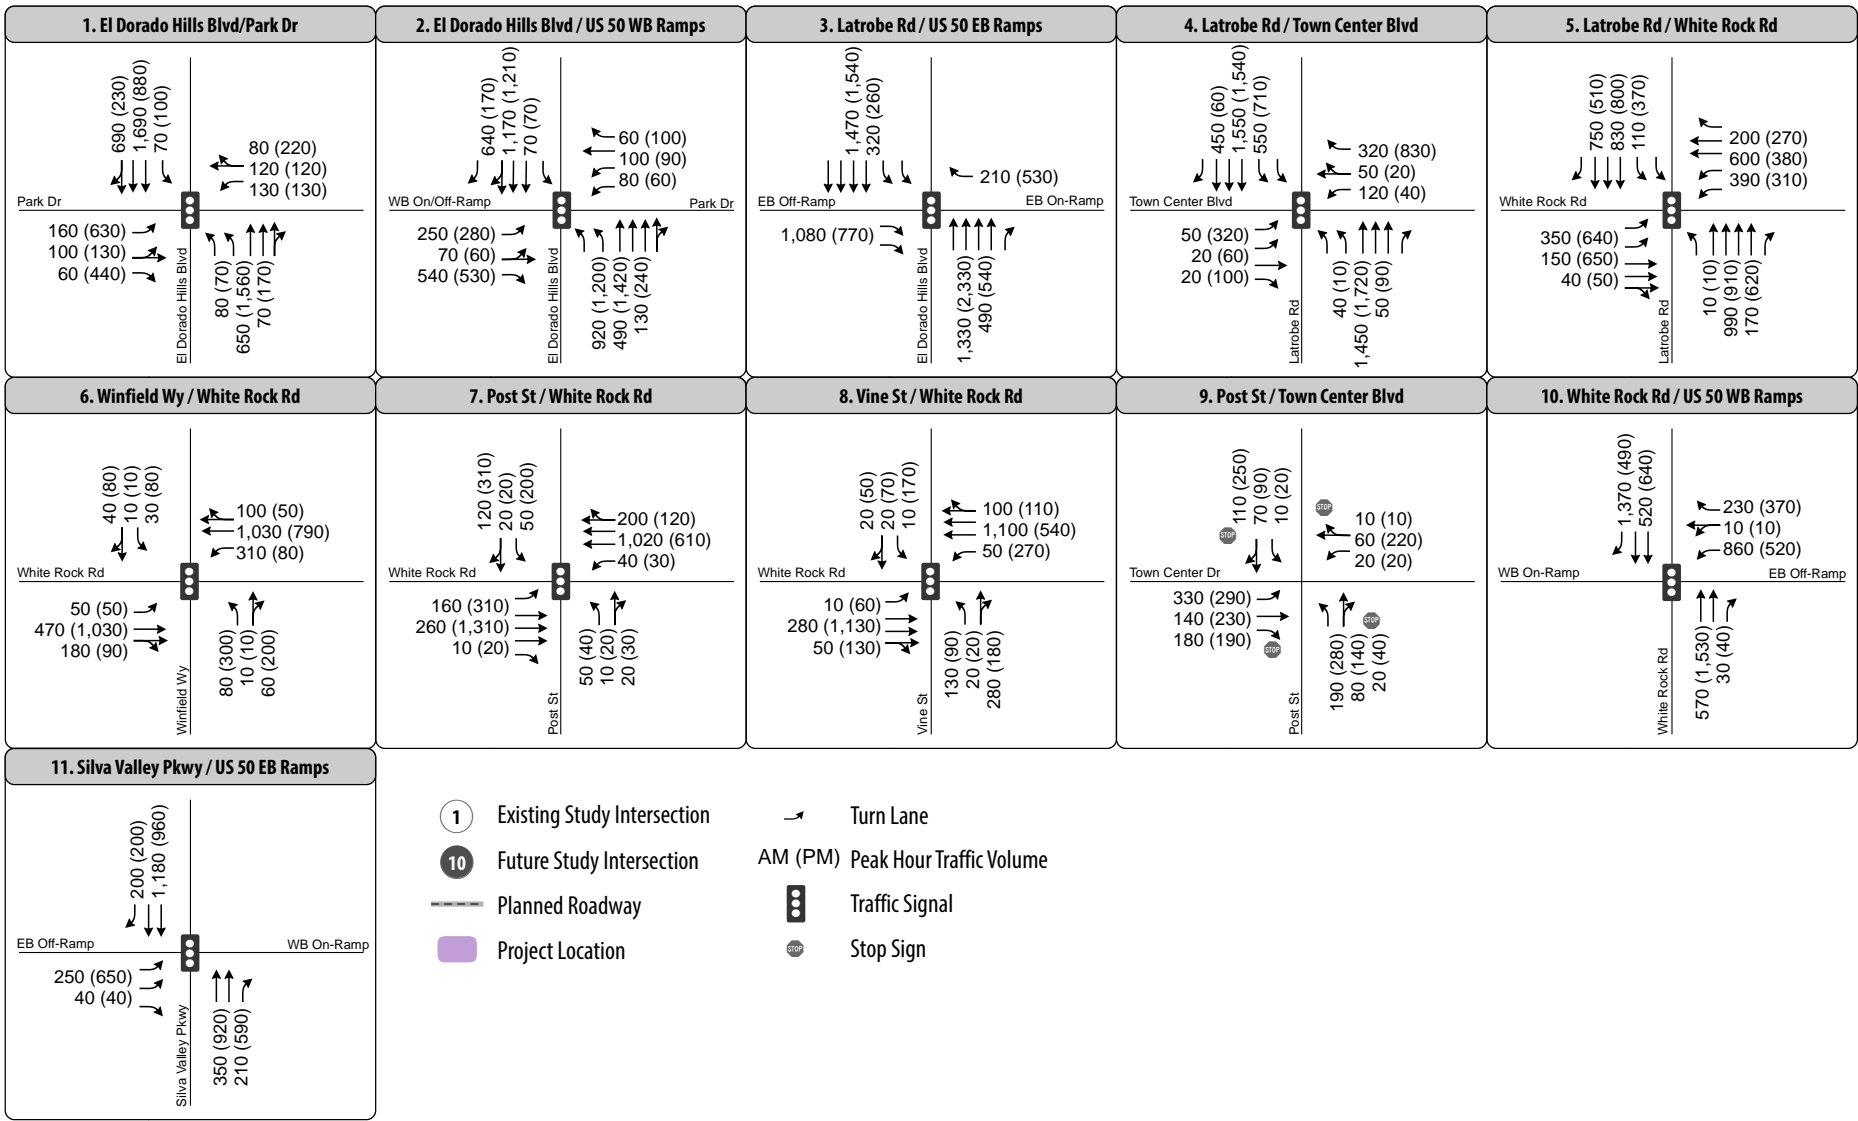 1. El Dorado Hills Blvd/Park Dr
690 (230)
1,690 (880)
70 (100)
80 (220)
120 (120)
130 (130)
Park Dr
160 (630)
100 (130)
60 (440)
El Dorado Hills Blvd
80 (70)
650 (1,560)
70 (170)
2. El Dorado Hills Blvd / US 50 WB Ramps
640 (170)
1,170 (1,210)
70 (70)
60 (100)
100 (90)
80 (60)
WB On/Off-Ramp
Park Dr
250 (280)
70 (60)
540 (530)
El Dorado Hills Blvd
920 (1,200)
490 (1,420)
130 (240)
3. Latrobe Rd / US 50 EB Ramps
1,470 (1,540)
320 (260)
210 (530)
EB Off-Ramp
EB On-Ramp
1,080 (770)
El Dorado Hills Blvd
1,330 (2,330)
490 (540)
4. Latrobe Rd / Town Center Blvd
450 (60)
1,550 (1,540)
550 (710)
320 (830)
50 (20)
120 (40)
Town Center Blvd
50 (320)
20 (60)
20 (100)
Latrobe Rd
40 (10)
1,450 (1,720)
50 (90)
5. Latrobe Rd / White Rock Rd
750 (510)
830 (800)
110 (370)
200 (270)
600 (380)
390 (310)
White Rock Rd
350 (640)
150 (650)
40 (50)
Latrobe Rd
10 (10)
990 (910)
170 (620)
6. Winfield Wy / White Rock Rd
40 (80)
10 (10)
30 (80)
100 (50)
1,030 (790)
310 (80)
White Rock Rd
50 (50)
470 (1,030)
180 (90)
Winfield Wy
80 (300)
10 (10)
60 (200)
7. Post St / White Rock Rd
120 (310)
20 (20)
50 (200)
200 (120)
1,020 (610)
40 (30)
White Rock Rd
160 (310)
260 (1,310)
10 (20)
Post St
50 (40)
10 (20)
20 (30)
8. Vine St / White Rock Rd
20 (50)
20 (70)
10 (170)
100 (110)
1,100 (540)
50 (270)
White Rock Rd
10 (60)
280 (1,130)
50 (130)
Vine St
130 (90)
20 (20)
280 (180)
9. Post St / Town Center Blvd
110 (250)
70 (90)
10 (20)
STOP
STOP
10 (10)
60 (220)
20 (20)
Town Center Dr
330 (290)
140 (230)
180 (190)
STOP
STOP
Post St
190 (280)
80 (140)
20 (40)
10. White Rock Rd / US 50 WB Ramps
1,370 (490)
520 (640)
230 (370)
10 (10)
860 (520)
WB On-Ramp
EB Off-Ramp
White Rock Rd
570 (1,530)
30 (40)
11. Silva Valley Pkwy / US 50 EB Ramps
200 (200)
1,180 (960)
EB Off-Ramp
WB On-Ramp
250 (650)
40 (40)
Silva Valley Pkwy
350 (920)
210 (590)
1 Existing Study Intersection
10 Future Study Intersection
Planned Roadway
Project Location
Turn Lane
AM (PM) Peak Hour Traffic Volume
Traffic Signal
STOP Stop Sign